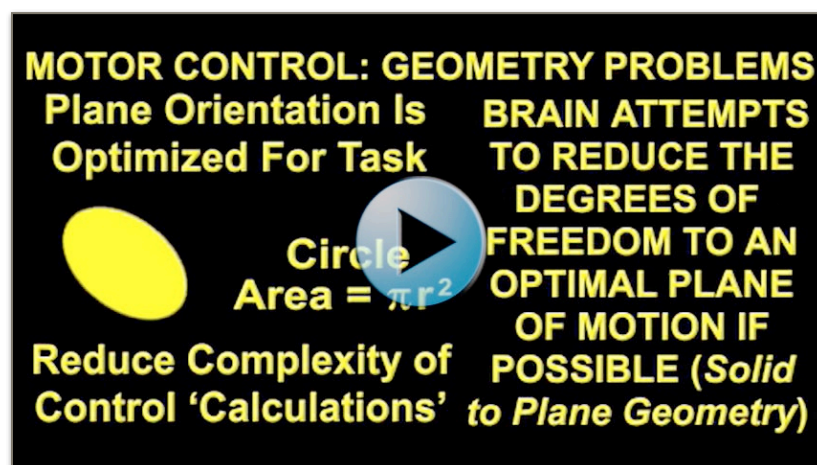 MOTOR CONTROL: GEOMETRY PROBLEMS
Plane Orientation Is
Optimized For Task
Circle
Area = πr²
Reduce Complexity of
Control ‘Calculations’
BRAIN ATTEMPTS
TO REDUCE THE
DEGREES OF
FREEDOM TO AN
OPTIMAL PLANE
OF MOTION IF
POSSIBLE (Solid
to Plane Geometry)